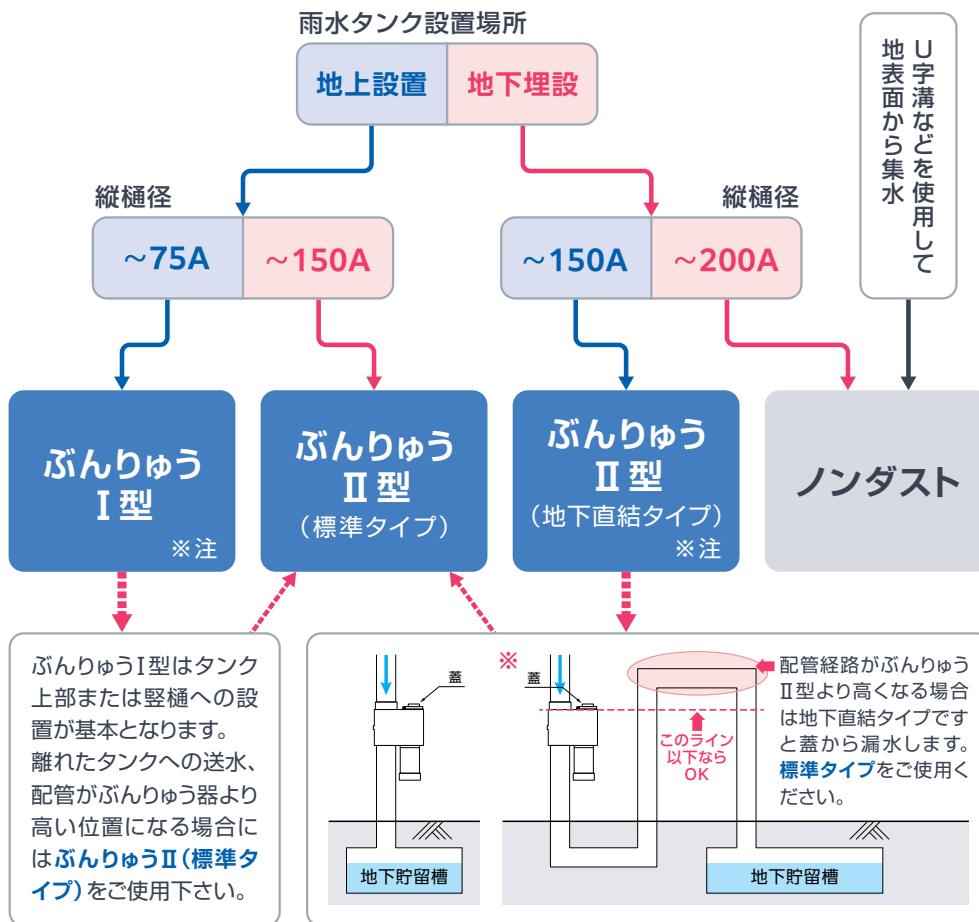 雨水タンク設置場所
地上設置
地下埋設
U字溝などを使用して
地表面から集水
縦樋径
～75A
～150A
縦樋径
～150A
～200A
ぶんりゅう
Ⅰ型
※注
ぶんりゅう
Ⅱ型
（標準タイプ）
ぶんりゅう
Ⅱ型
（地下直結タイプ）
※注
ノンダスト
ぶんりゅうⅠ型はタンク
上部または竪樋への設
置が基本となります。
離れたタンクへの送水、
配管がぶんりゅう器より
高い位置になる場合に
はぶんりゅうⅡ（標準タ
イプ）をご使用下さい。
蓋
地下貯留槽
※
蓋
このライン
以下なら
OK
地下貯留槽
配管経路がぶんりゅう
Ⅱ型より高くなる場合
は地下直結タイプです
と蓋から漏水します。
標準タイプをご使用く
ださい。